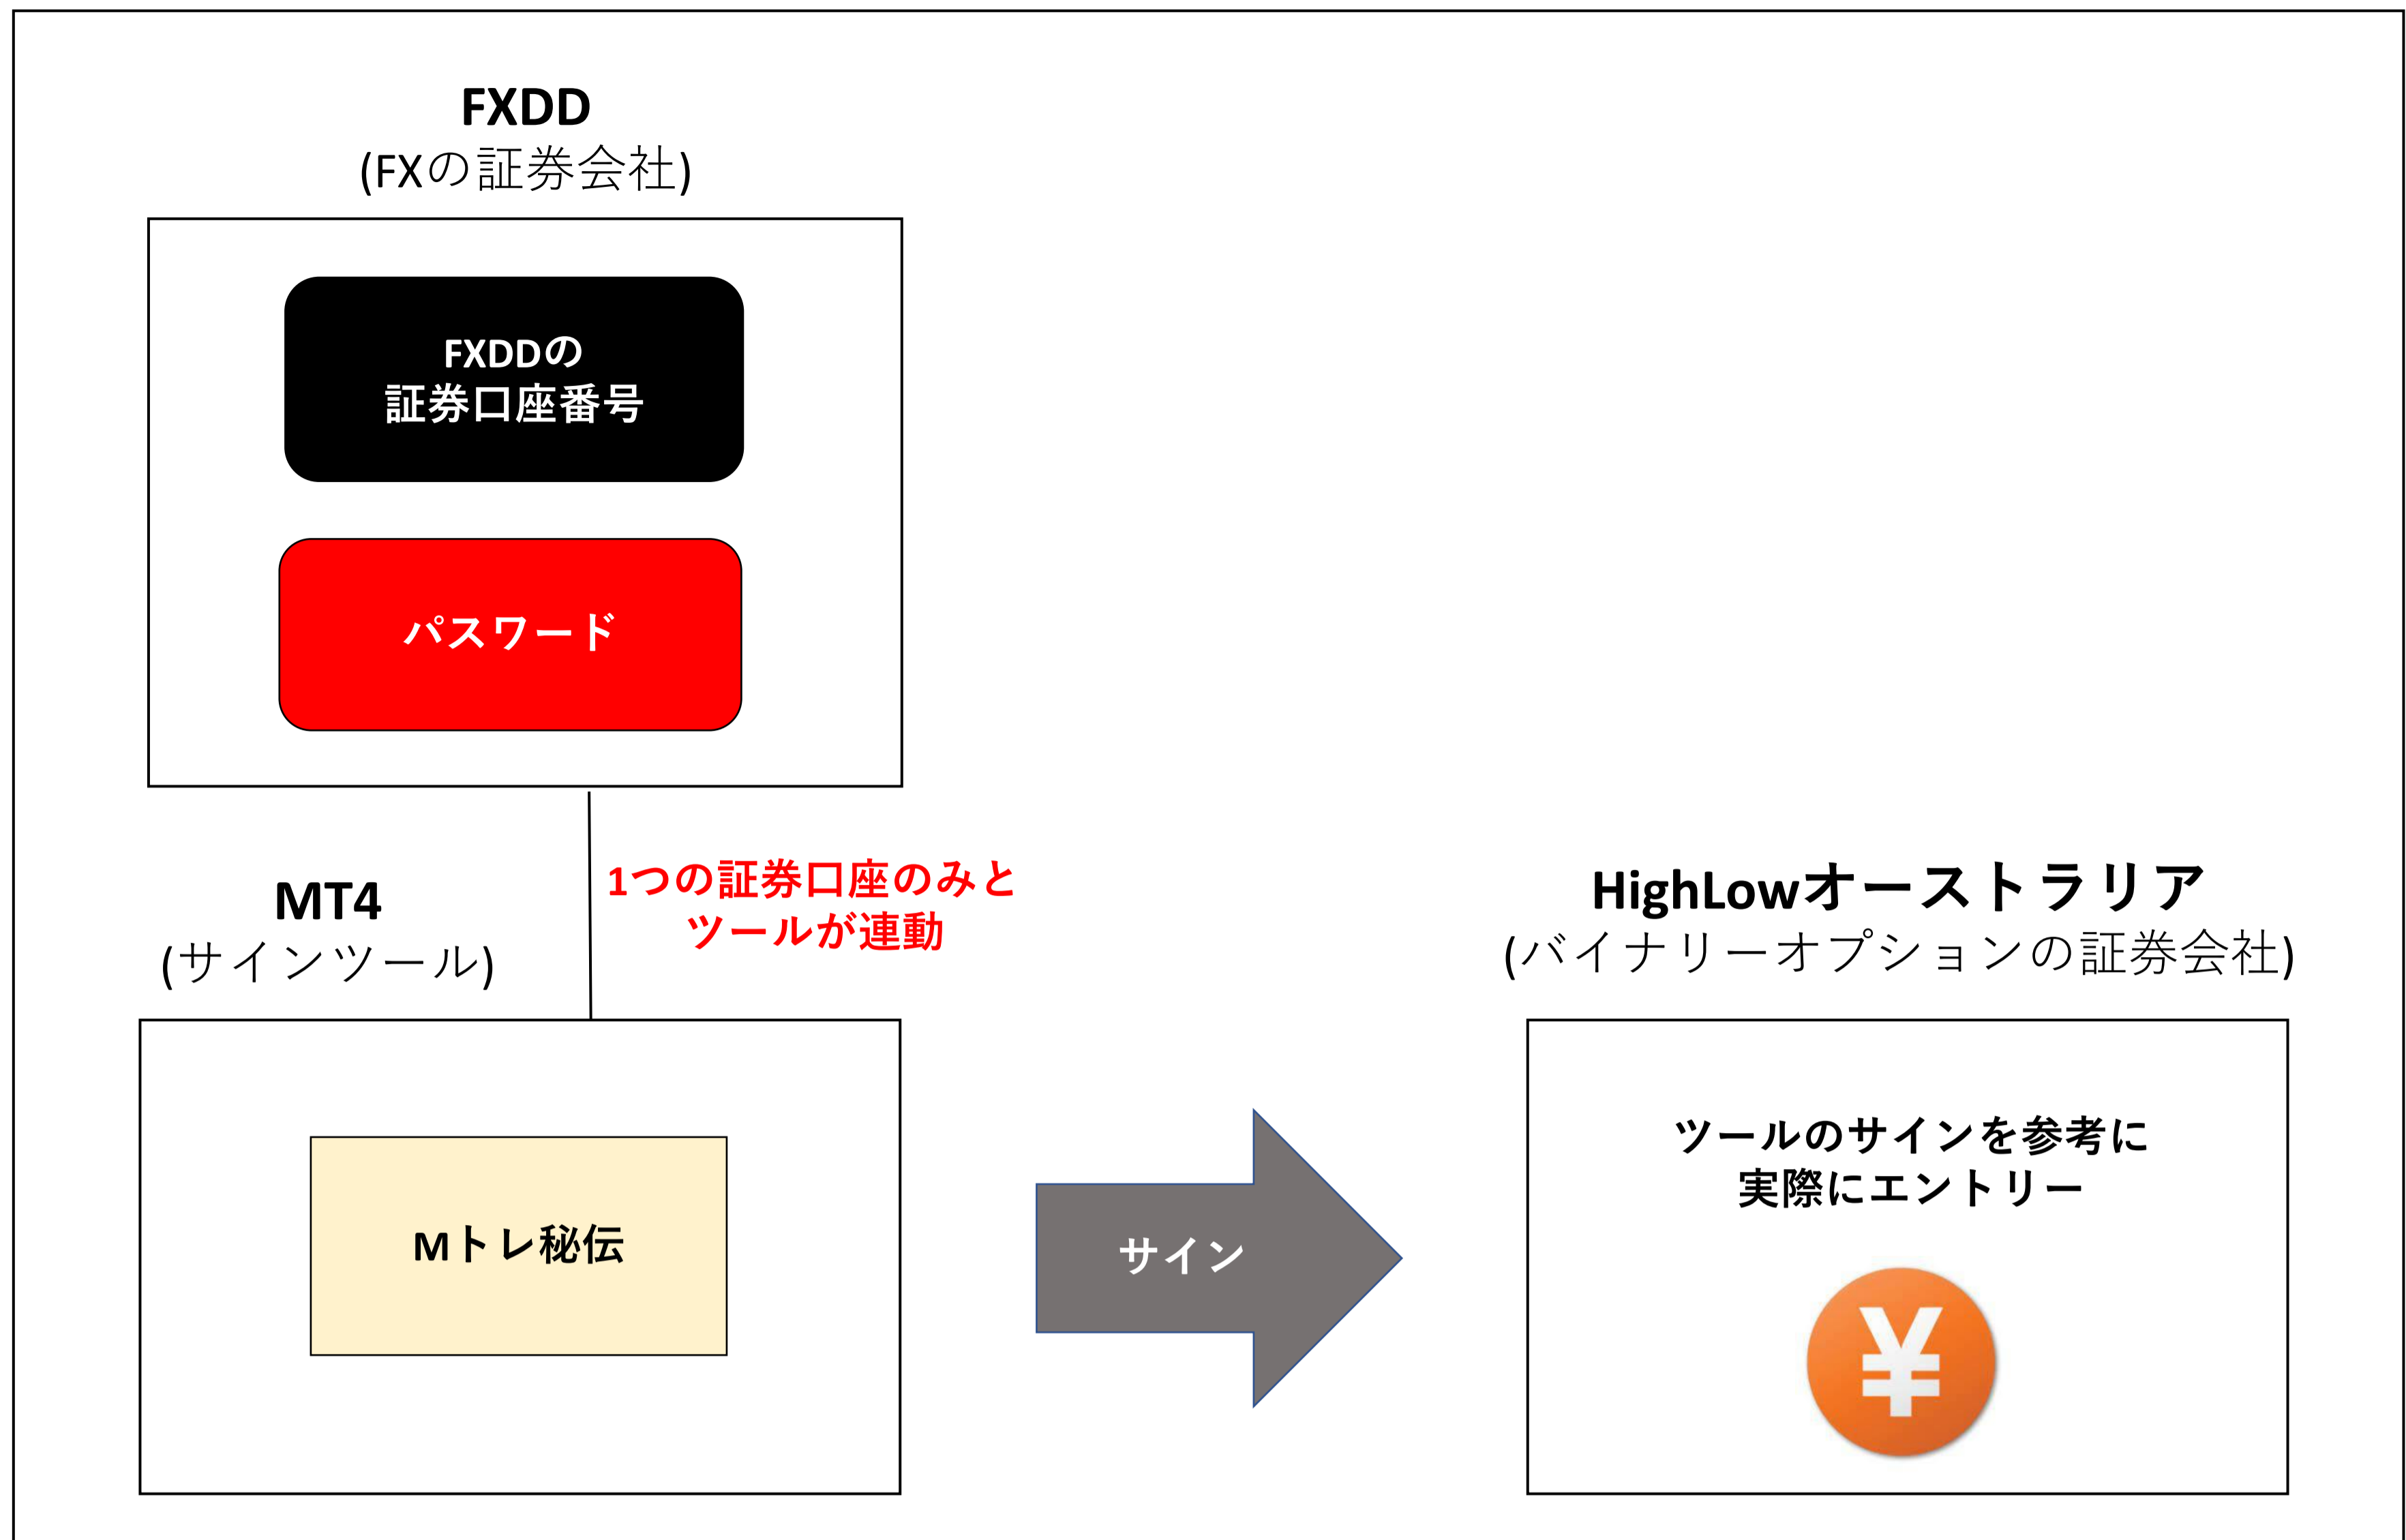 FXDD
(FXの証券会社)
FXDDの
証券口座番号
パスワード
1つの証券口座のみと
ツールが連動
MT4
(サインツール)
Mトレ秘伝
サイン
HighLowオーストラリア
(バイナリーオプションの証券会社)
ツールのサインを参考に
実際にエントリー
¥